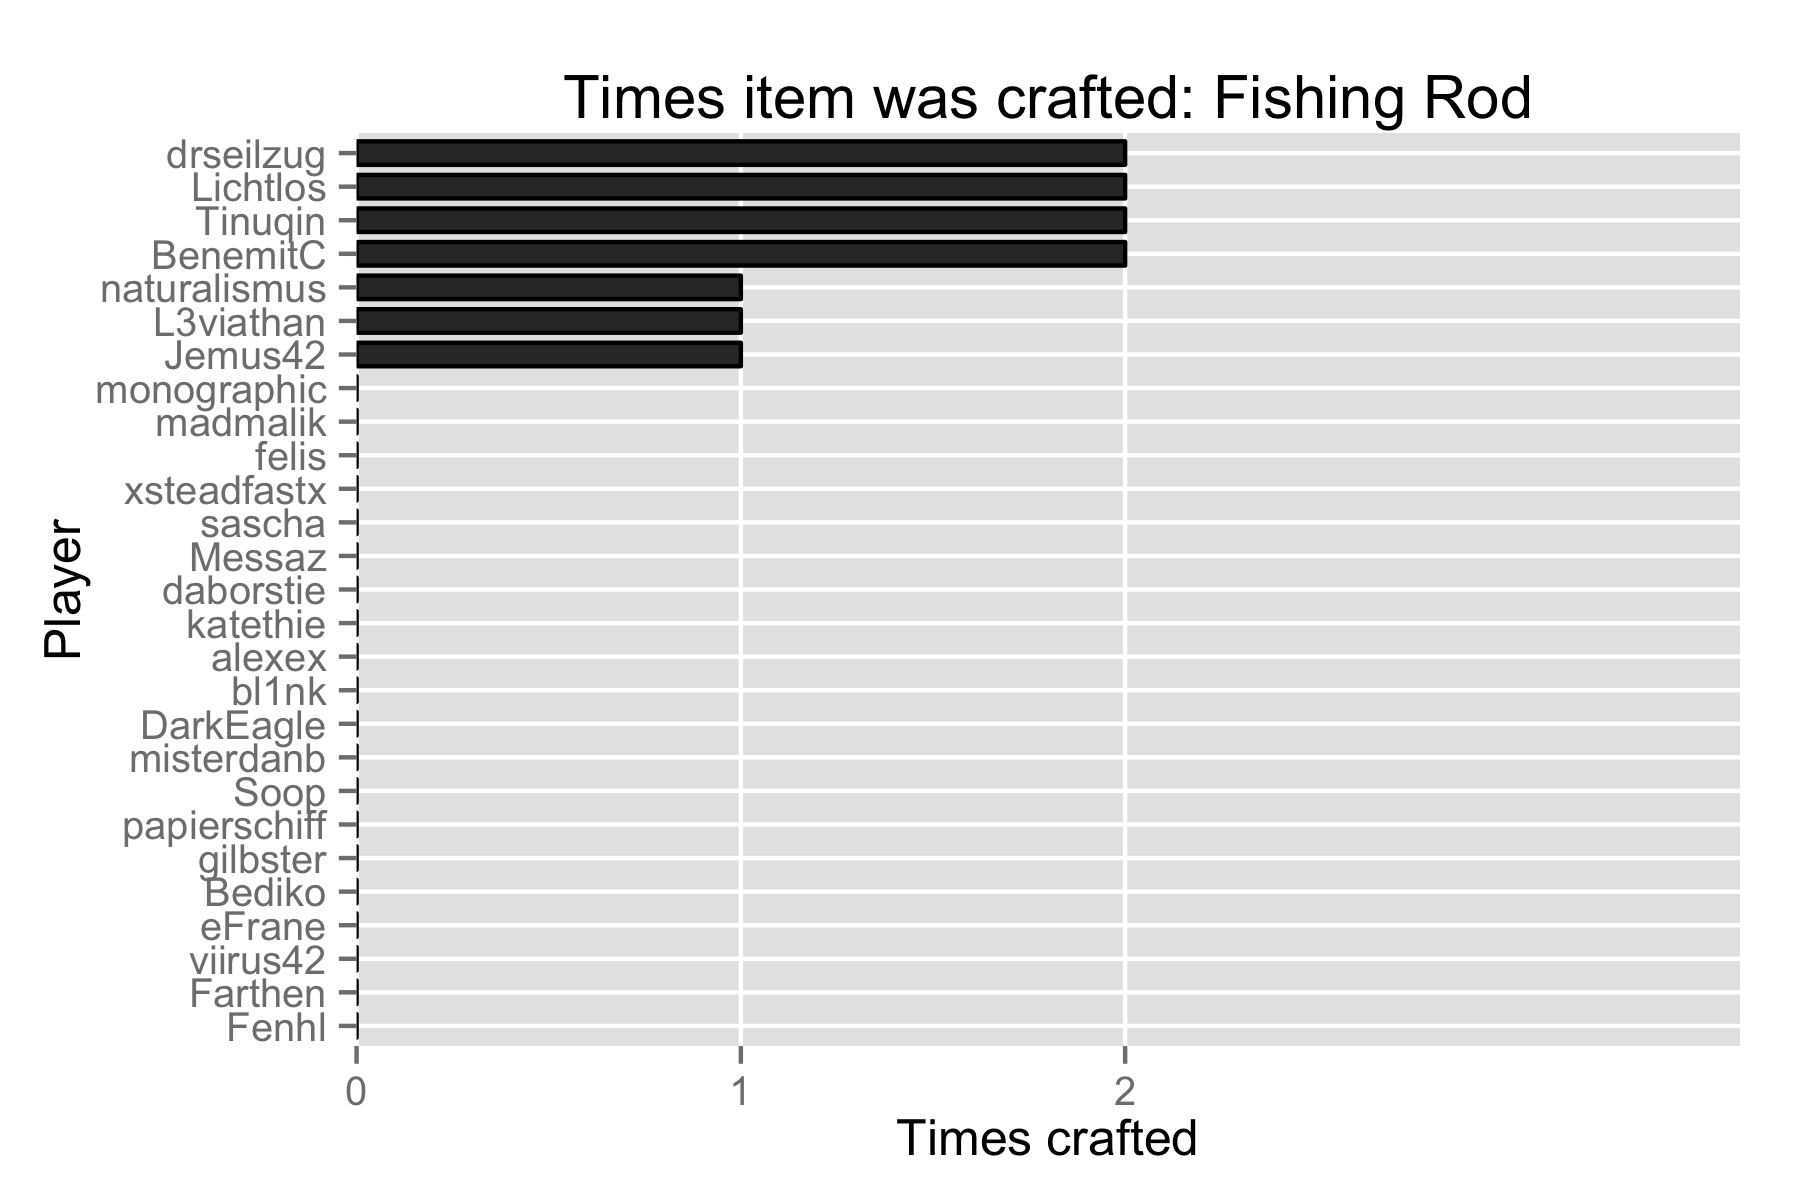 Times item was crafted: Fishing Rod
drseilzug
Lichtlos
Tinuqin
BenemitC
naturalismus
L3viathan
Jemus42
monographic
madmalik
felis
xsteadfastx
sascha
Messaz
daborstie
katethie
alexex
bl1nk
DarkEagle
misterdanb
Soop
papierschiff
gilbster
Bediko
eFrane
viirus42
Farthen
Fenhl
Player
0 1 2
Times crafted